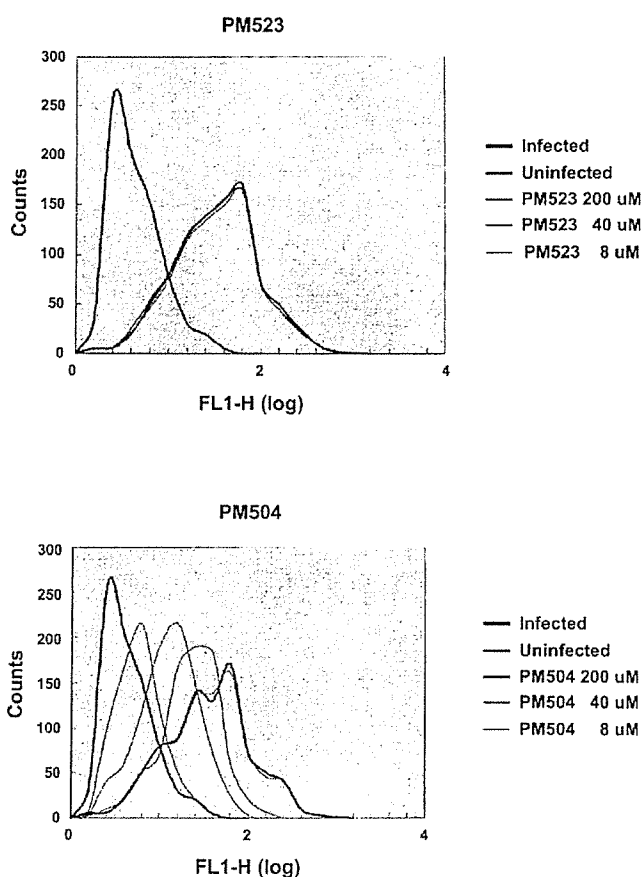 PM523
300
250
200
150
100
50
0
Counts
0 2 4
FL1-H (log)
Infected
Uninfected
PM523 200 uM
PM523 40 uM
PM523 8 uM
PM504
300
250
200
150
100
50
0
Counts
0 2 4
FL1-H (log)
Infected
Uninfected
PM504 200 uM
PM504 40 uM
PM504 8 uM